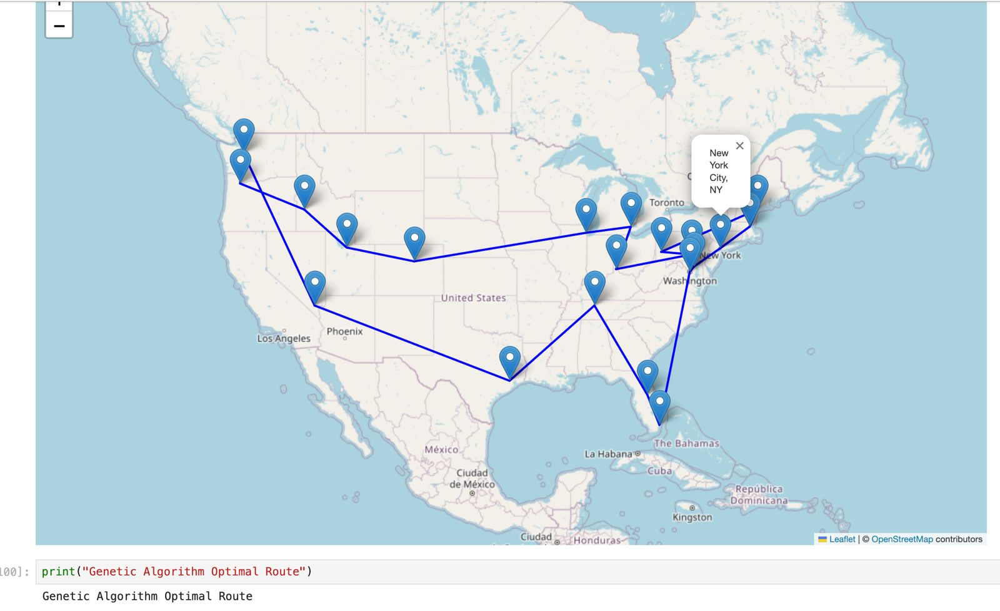 +
−
New
York
City,
NY
×
Toronto
New York
Washington
United States
Phoenix
Los Angeles
México
Ciudad
de México
La Habana
The Bahamas
Cuba
República
Dominicana
Kingston
Ciudad
Honduras
Leaflet | © OpenStreetMap contributors
100]:
print("Genetic Algorithm Optimal Route")
Genetic Algorithm Optimal Route